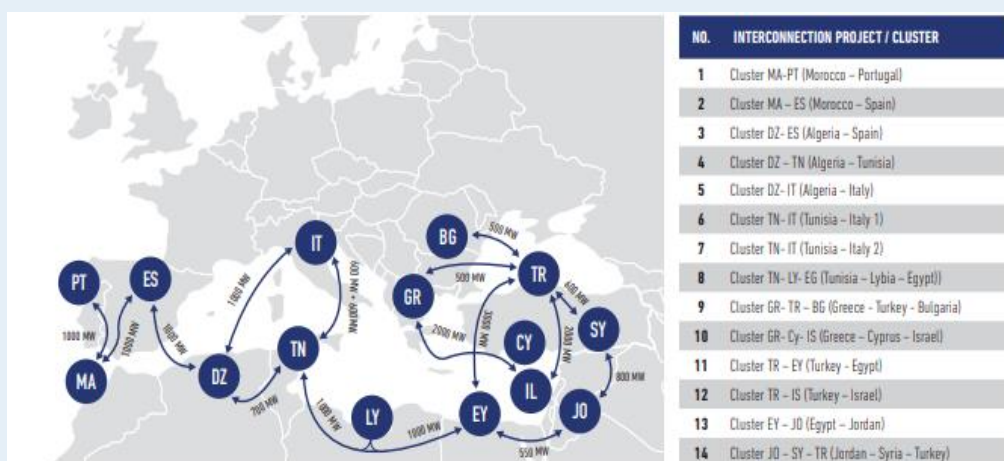 NO. INTERCONNECTION PROJECT / CLUSTER
1 Cluster MA-PT (Morocco – Portugal)
2 Cluster MA – ES (Morocco – Spain)
3 Cluster DZ- ES (Algeria – Spain)
4 Cluster DZ – TN (Algeria – Tunisia)
5 Cluster DZ- IT (Algeria – Italy)
6 Cluster TN- IT (Tunisia – Italy 1)
7 Cluster TN- IT (Tunisia – Italy 2)
8 Cluster TN- LY- EG (Tunisia – Lybia – Egypt))
9 Cluster GR- TR – BG (Greece - Turkey - Bulgaria)
10 Cluster GR- Cy- IS (Greece – Cyprus – Israel)
11 Cluster TR – EY (Turkey - Egypt)
12 Cluster TR – IS (Turkey – Israel)
13 Cluster EY – JO (Egypt – Jordan)
14 Cluster JO – SY – TR (Jordan – Syria – Turkey)
PT
ES
MA
DZ
IT
TN
LY
EY
BG
GR
TR
CY
IL
SY
JO
1000 MW
1000 MW
1000 MW
1000 MW
700 MW
600 MW + 600MW
1000 MW
1000 MW
500 MW
500 MW
2000 MW
3000 MW
600 MW
2000 MW
800 MW
550 MW